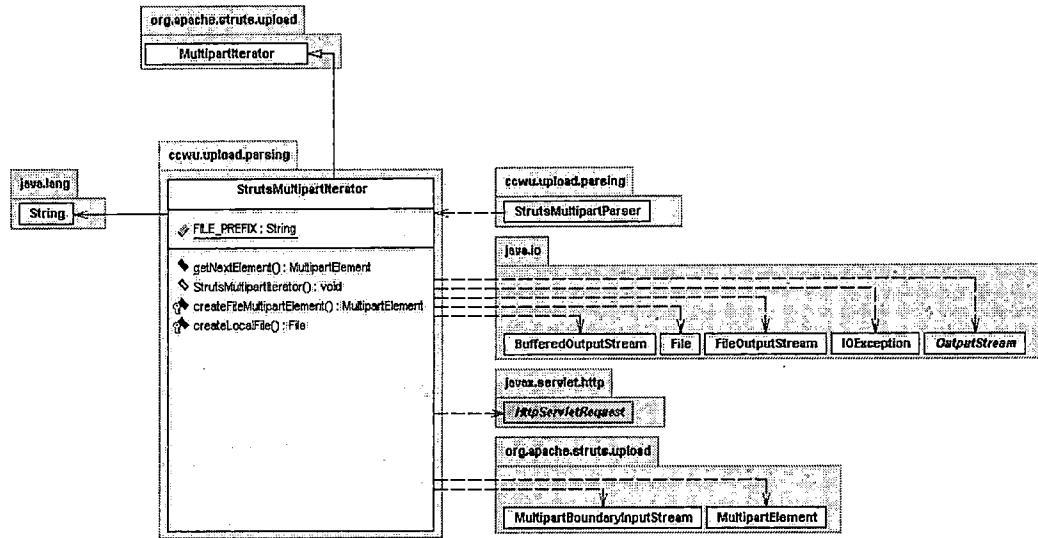 org.apache.struts.upload
MultipartIterator
ccwu.upload.parsing
java.lang
String
StrutsMultipartIterator
FILE_PREFIX : String
getNextElement() : MultipartElement
StrutsMultipartIterator() : void
createFileMultipartElement() : MultipartElement
createLocalFile() : File
ccwu.upload.parsing
StrutsMultipartParser
java.io
BufferedOutputStream
File
FileOutputStream
IOException
OutputStream
javax.servlet.http
HttpServletRequest
org.apache.struts.upload
MultipartBoundaryInputStream
MultipartElement